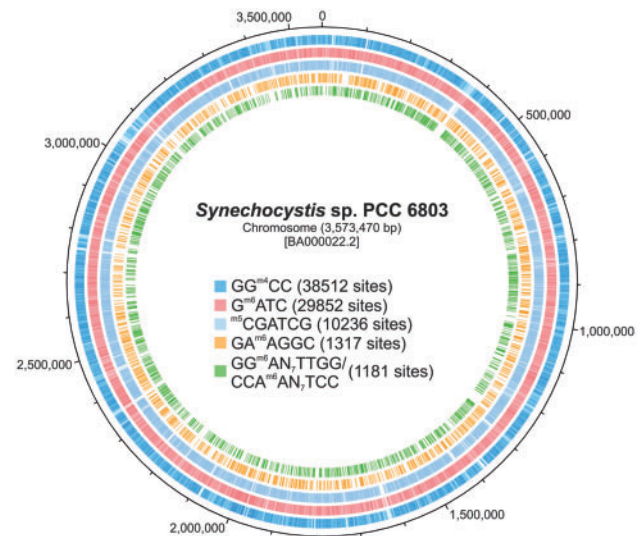 0
3,500,000
500,000
3,000,000
Synechocystis sp. PCC 6803
Chromosome (3,573,470 bp)
[BA000022.2]
GGᵐ⁴CC (38512 sites)
Gᵐ⁶ATC (29852 sites)
ᵐ⁵CGATCG (10236 sites)
GAᵐ⁶AGGC (1317 sites)
GGᵐ⁶AN₇TTGG/
CCAᵐ⁶AN₇TCC (1181 sites)
1,000,000
2,500,000
1,500,000
2,000,000